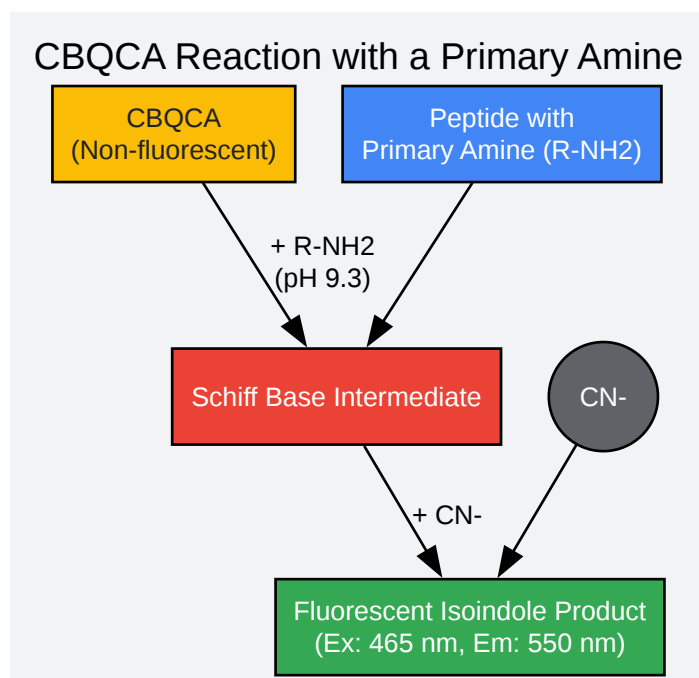 CBQCA Reaction with a Primary Amine
CBQCA
(Non-fluorescent)
Peptide with
Primary Amine (R-NH2)
+ R-NH2
(pH 9.3)
Schiff Base Intermediate
CN-
+ CN-
Fluorescent Isoindole Product
(Ex: 465 nm, Em: 550 nm)